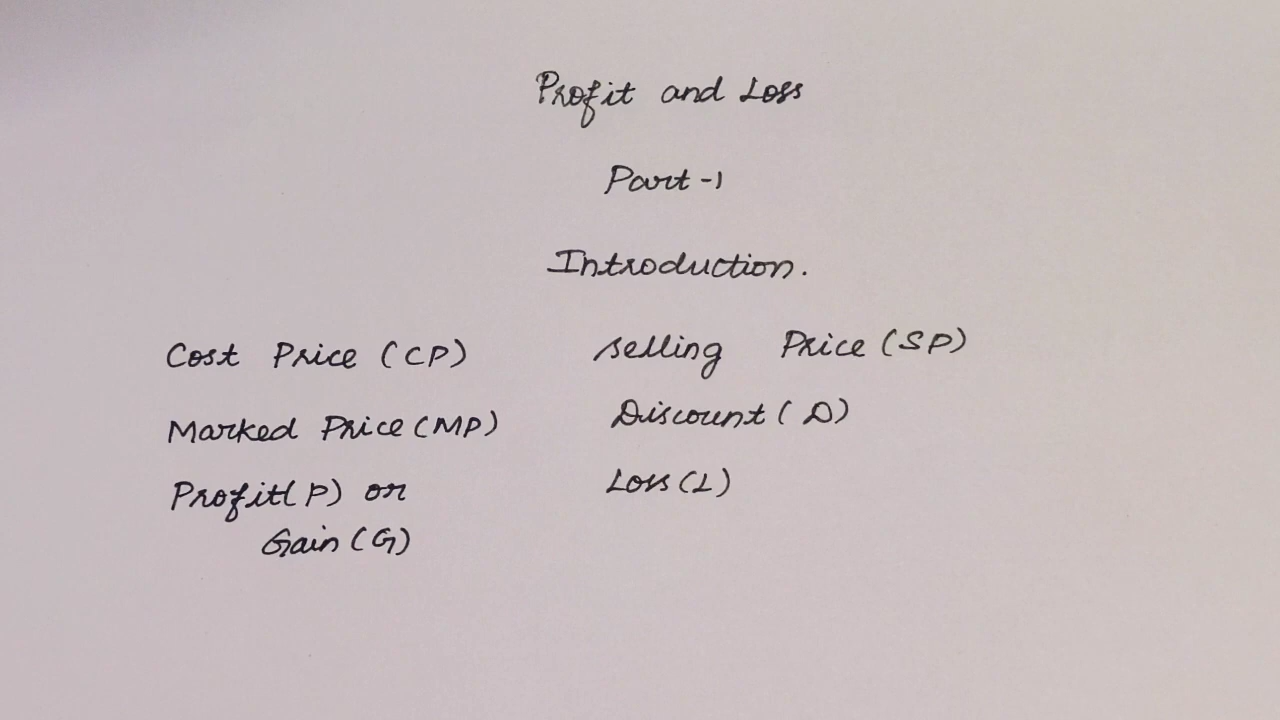 Profit and Loss
Part -1
Introduction.
Cost Price (CP) Selling Price (SP)
Marked Price (MP) Discount (D)
Profit(P) or Loss (L)
Gain (G)